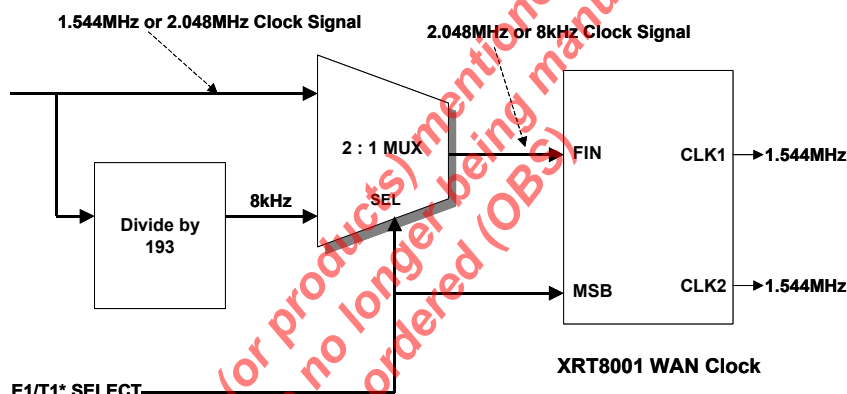 1.544MHz or 2.048MHz Clock Signal
2.048MHz or 8kHz Clock Signal
2 : 1 MUX
SEL
FIN
CLK1
1.544MHz
8kHz
Divide by
193
MSB
CLK2
1.544MHz
XRT8001 WAN Clock
E1/T1* SELECT
(or products) mentione
no longer being manu
ordered (OBS)